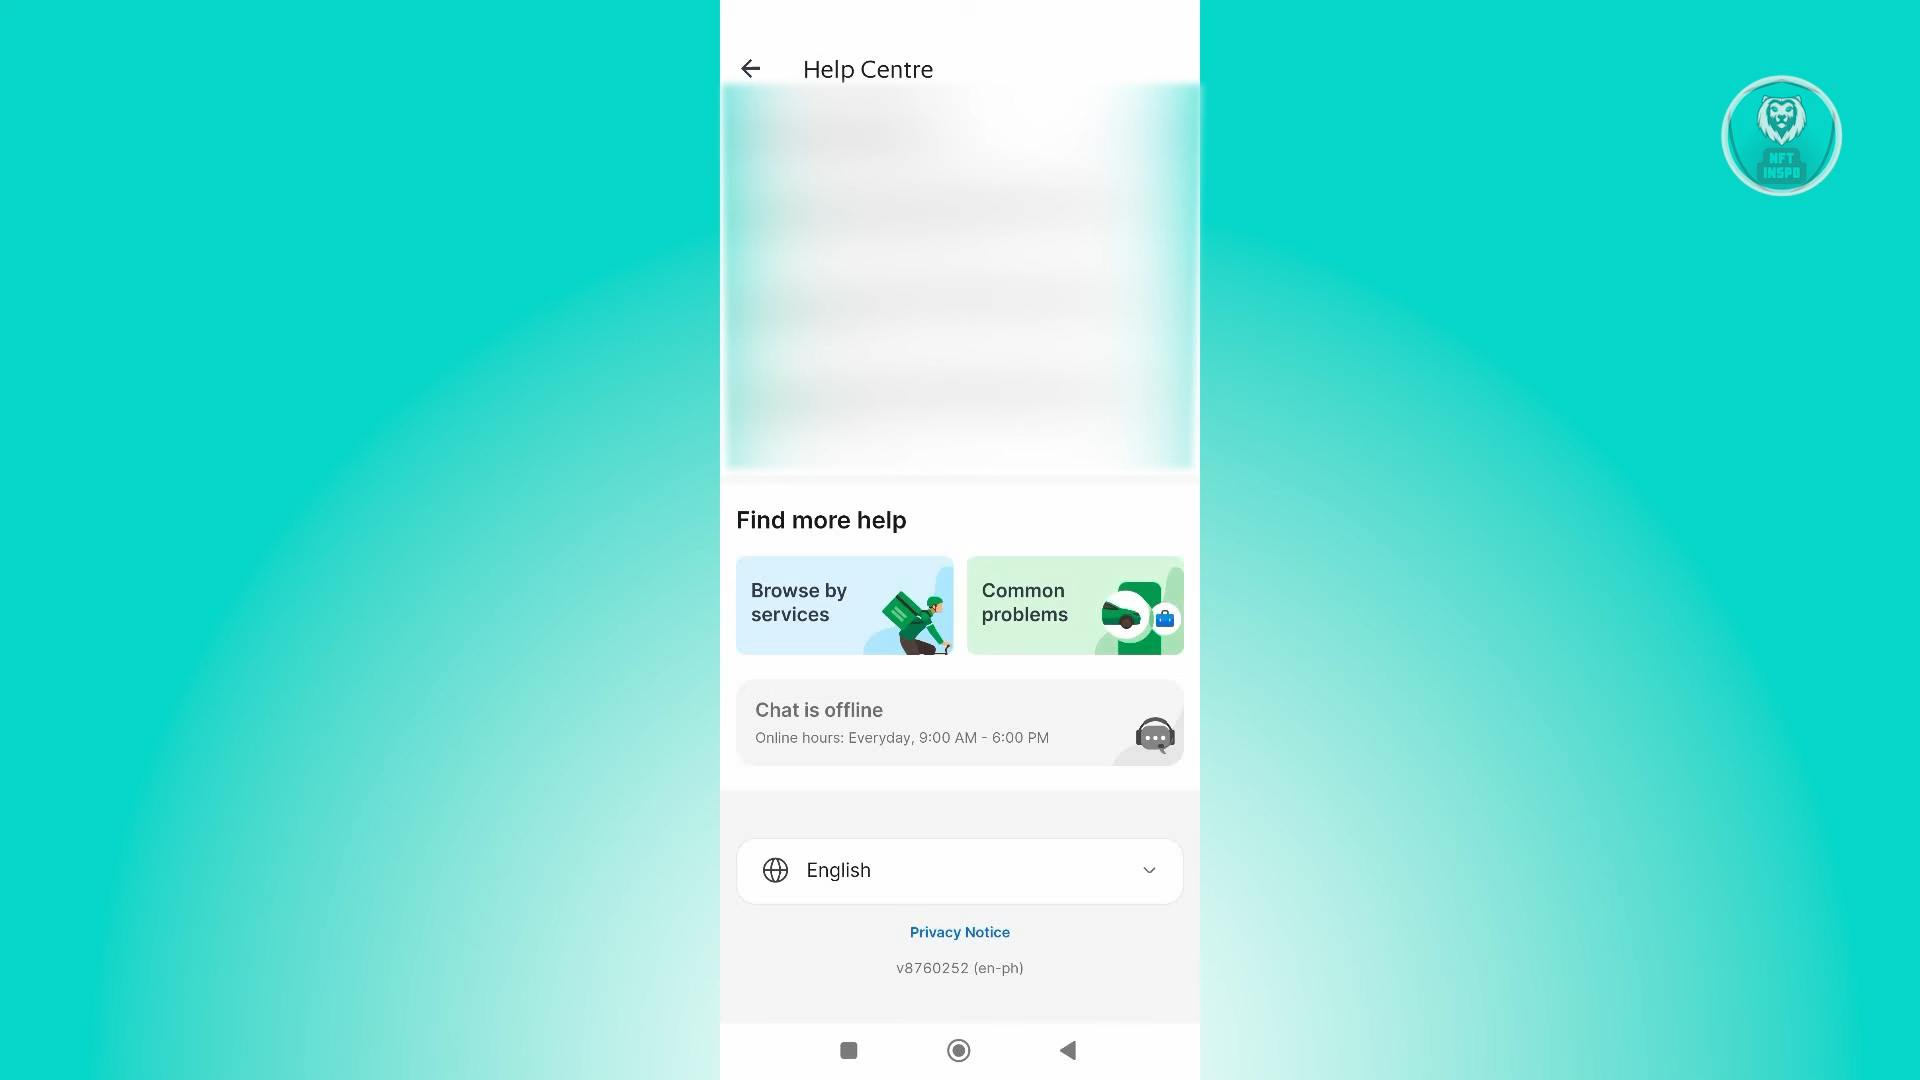 Help Centre
NFT
INSPO
Find more help
Browse by
services
Common
problems
Chat is offline
Online hours: Everyday, 9:00 AM - 6:00 PM
English
Privacy Notice
v8760252 (en-ph)